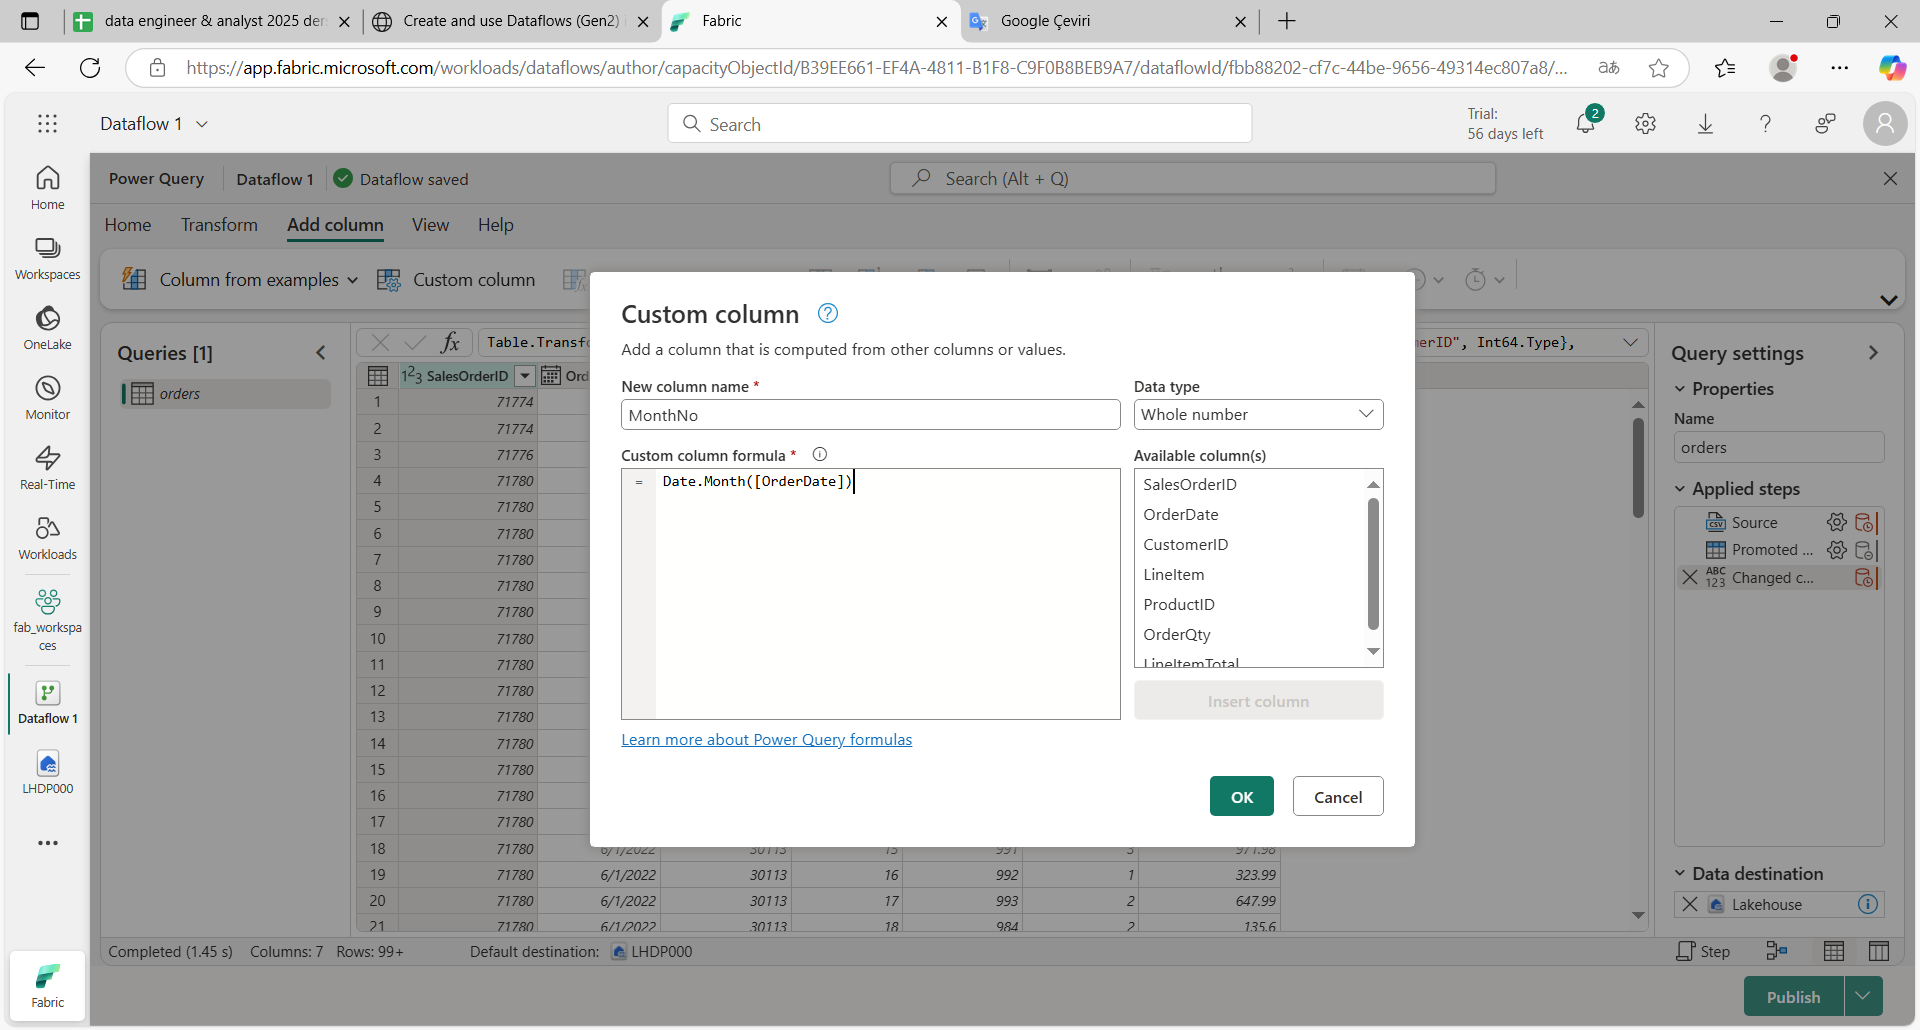 data engineer & analyst 2025 der
Create and use Dataflows (Gen2)
Fabric
Google Çeviri
https://app.fabric.microsoft.com/workloads/dataflows/author/capacityObjectId/B39EE661-EF4A-4811-B1F8-C9F0B8BEB9A7/dataflowId/fbb88202-cf7c-44be-9656-49314ec807a8/...
Dataflow 1
Search
Trial:
56 days left
2
Home
Workspaces
OneLake
Monitor
Real-Time
Workloads
fab_workspa
ces
Dataflow 1
LHDP000
Fabric
Power Query
Dataflow 1
Dataflow saved
Search (Alt + Q)
Home Transform Add column View Help
Column from examples
Custom column
Queries [1]
orders
fx
Table.Transf
merID", Int64.Type},
123 SalesOrderID Ord
1 71774
2 71774
3 71776
4 71780
5 71780
6 71780
7 71780
8 71780
9 71780
10 71780
11 71780
12 71780
13 71780
14 71780
15 71780
16 71780
17 71780
18 71780 6/1/2022 30113 15 991 3 971.98
19 71780 6/1/2022 30113 16 992 1 323.99
20 71780 6/1/2022 30113 17 993 2 647.99
21 71780 6/1/2022 30113 18 984 2 135.6
Custom column
Add a column that is computed from other columns or values.
New column name *
MonthNo
Data type
Whole number
Custom column formula *
= Date.Month([OrderDate])
Available column(s)
SalesOrderID
OrderDate
CustomerID
LineItem
ProductID
OrderQty
LineItemTotal
Insert column
Learn more about Power Query formulas
OK
Cancel
Query settings
Properties
Name
orders
Applied steps
CSV Source
Promoted ...
ABC
123 Changed c...
Data destination
Lakehouse
Completed (1.45 s) Columns: 7 Rows: 99+
Default destination: LHDP000
Step
Publish